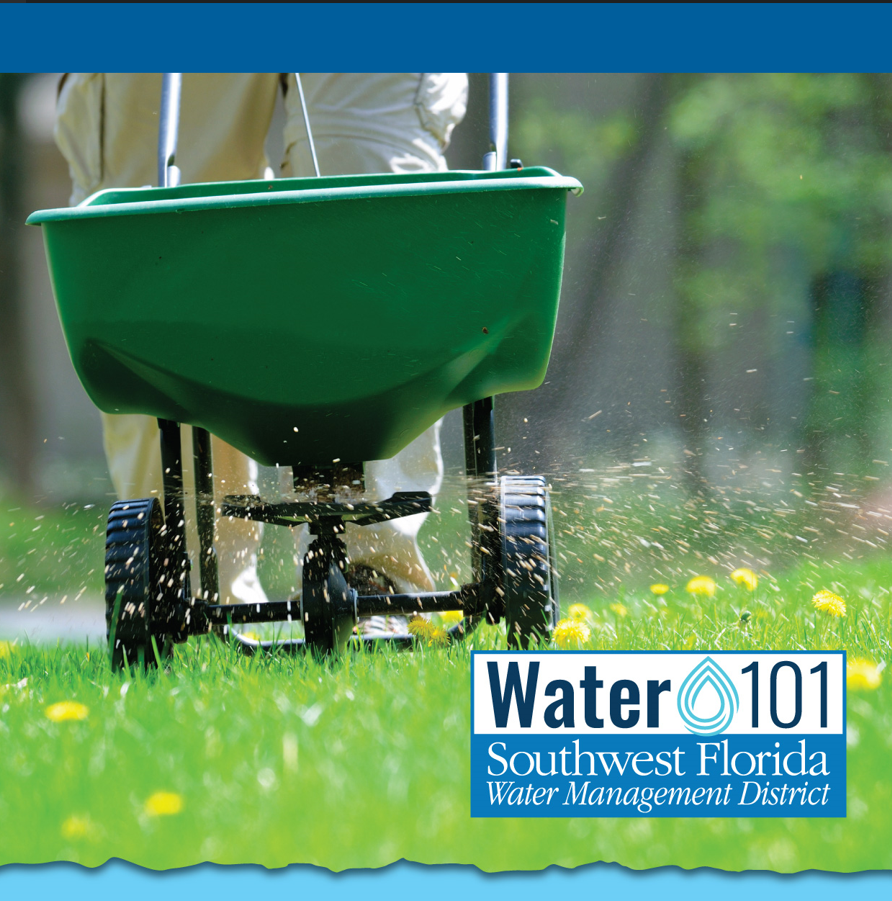 Water 101
Southwest Florida
Water Management District